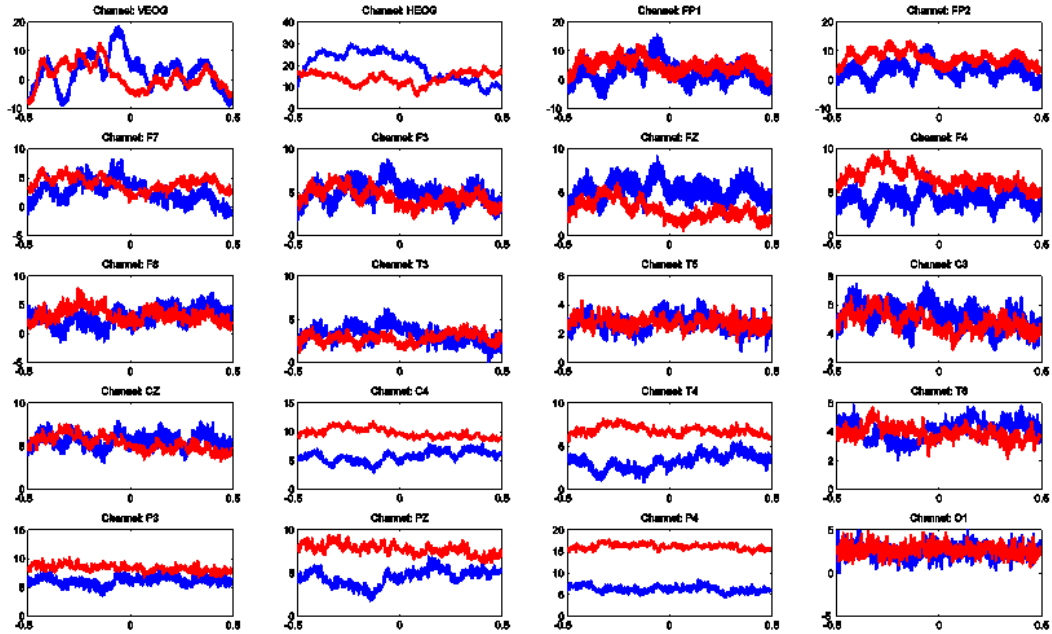 Channel: VEOG
20
10
0
-10
-0.5 0 0.5
Channel: HEOG
40
30
20
10
0
-0.5 0 0.5
Channel: FP1
20
10
0
-10
-0.5 0 0.5
Channel: FP2
20
10
0
-10
-0.5 0 0.5
Channel: F7
10
5
0
-5
-0.5 0 0.5
Channel: F3
10
5
0
-0.5 0 0.5
Channel: FZ
10
5
0
-0.5 0 0.5
Channel: F4
10
5
0
-0.5 0 0.5
Channel: F8
10
5
0
-5
-0.5 0 0.5
Channel: T3
10
5
0
-0.5 0 0.5
Channel: T5
6
4
2
0
-0.5 0 0.5
Channel: C3
8
6
4
2
-0.5 0 0.5
Channel: CZ
10
5
0
-0.5 0 0.5
Channel: C4
15
10
5
0
-0.5 0 0.5
Channel: T4
10
5
0
-0.5 0 0.5
Channel: T6
6
4
2
0
-0.5 0 0.5
Channel: P3
15
10
5
0
-0.5 0 0.5
Channel: PZ
10
5
0
-0.5 0 0.5
Channel: P4
20
15
10
5
0
-0.5 0 0.5
Channel: O1
5
0
-5
-0.5 0 0.5